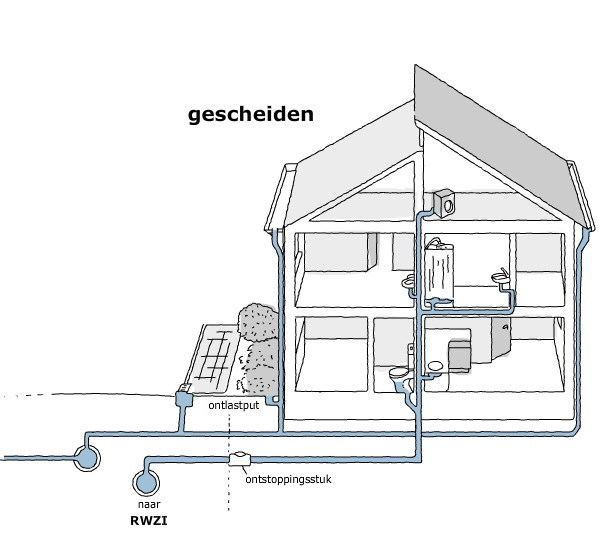 gescheiden
ontlastput
ontstoppingsstuk
naar
RWZI